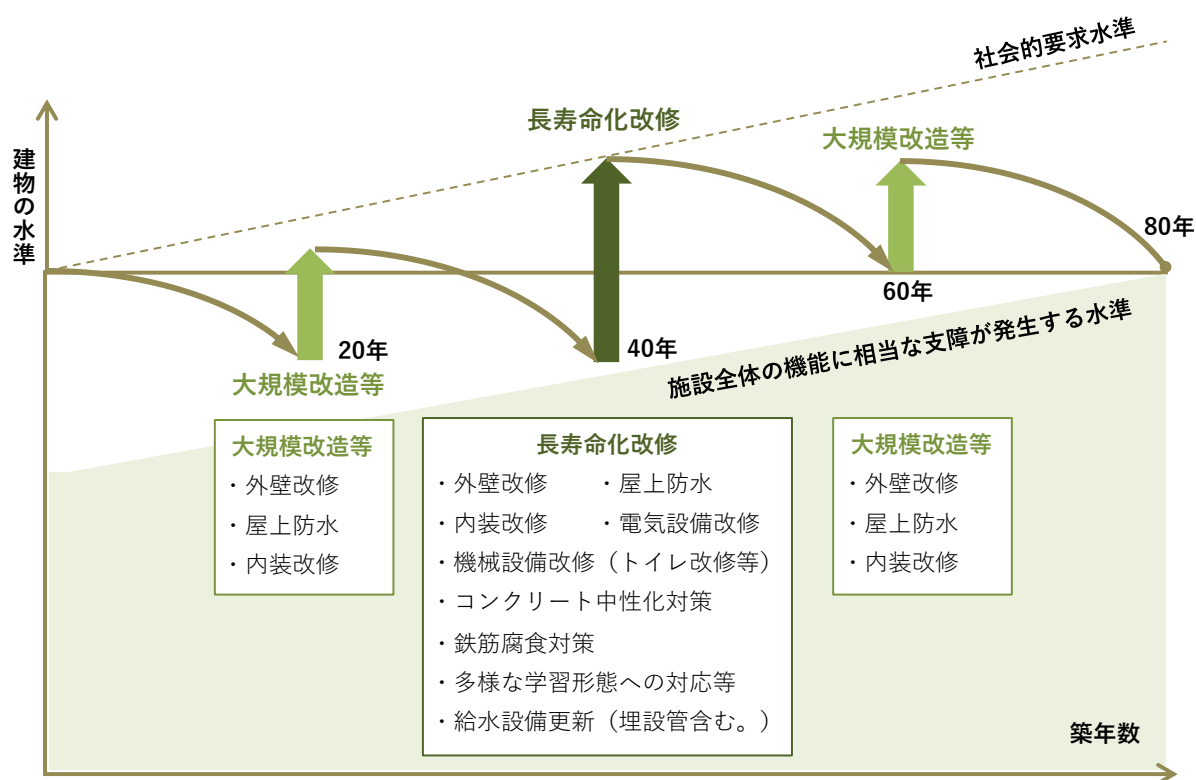 社会的要求水準
長寿命化改修
大規模改造等
建物の水準
80年
60年
20年
40年
大規模改造等
施設全体の機能に相当な支障が発生する水準
大規模改造等
・外壁改修
・屋上防水
・内装改修
長寿命化改修
・外壁改修 ・屋上防水
・内装改修 ・電気設備改修
・機械設備改修（トイレ改修等）
・コンクリート中性化対策
・鉄筋腐食対策
・多様な学習形態への対応等
・給水設備更新（埋設管含む。）
大規模改造等
・外壁改修
・屋上防水
・内装改修
築年数